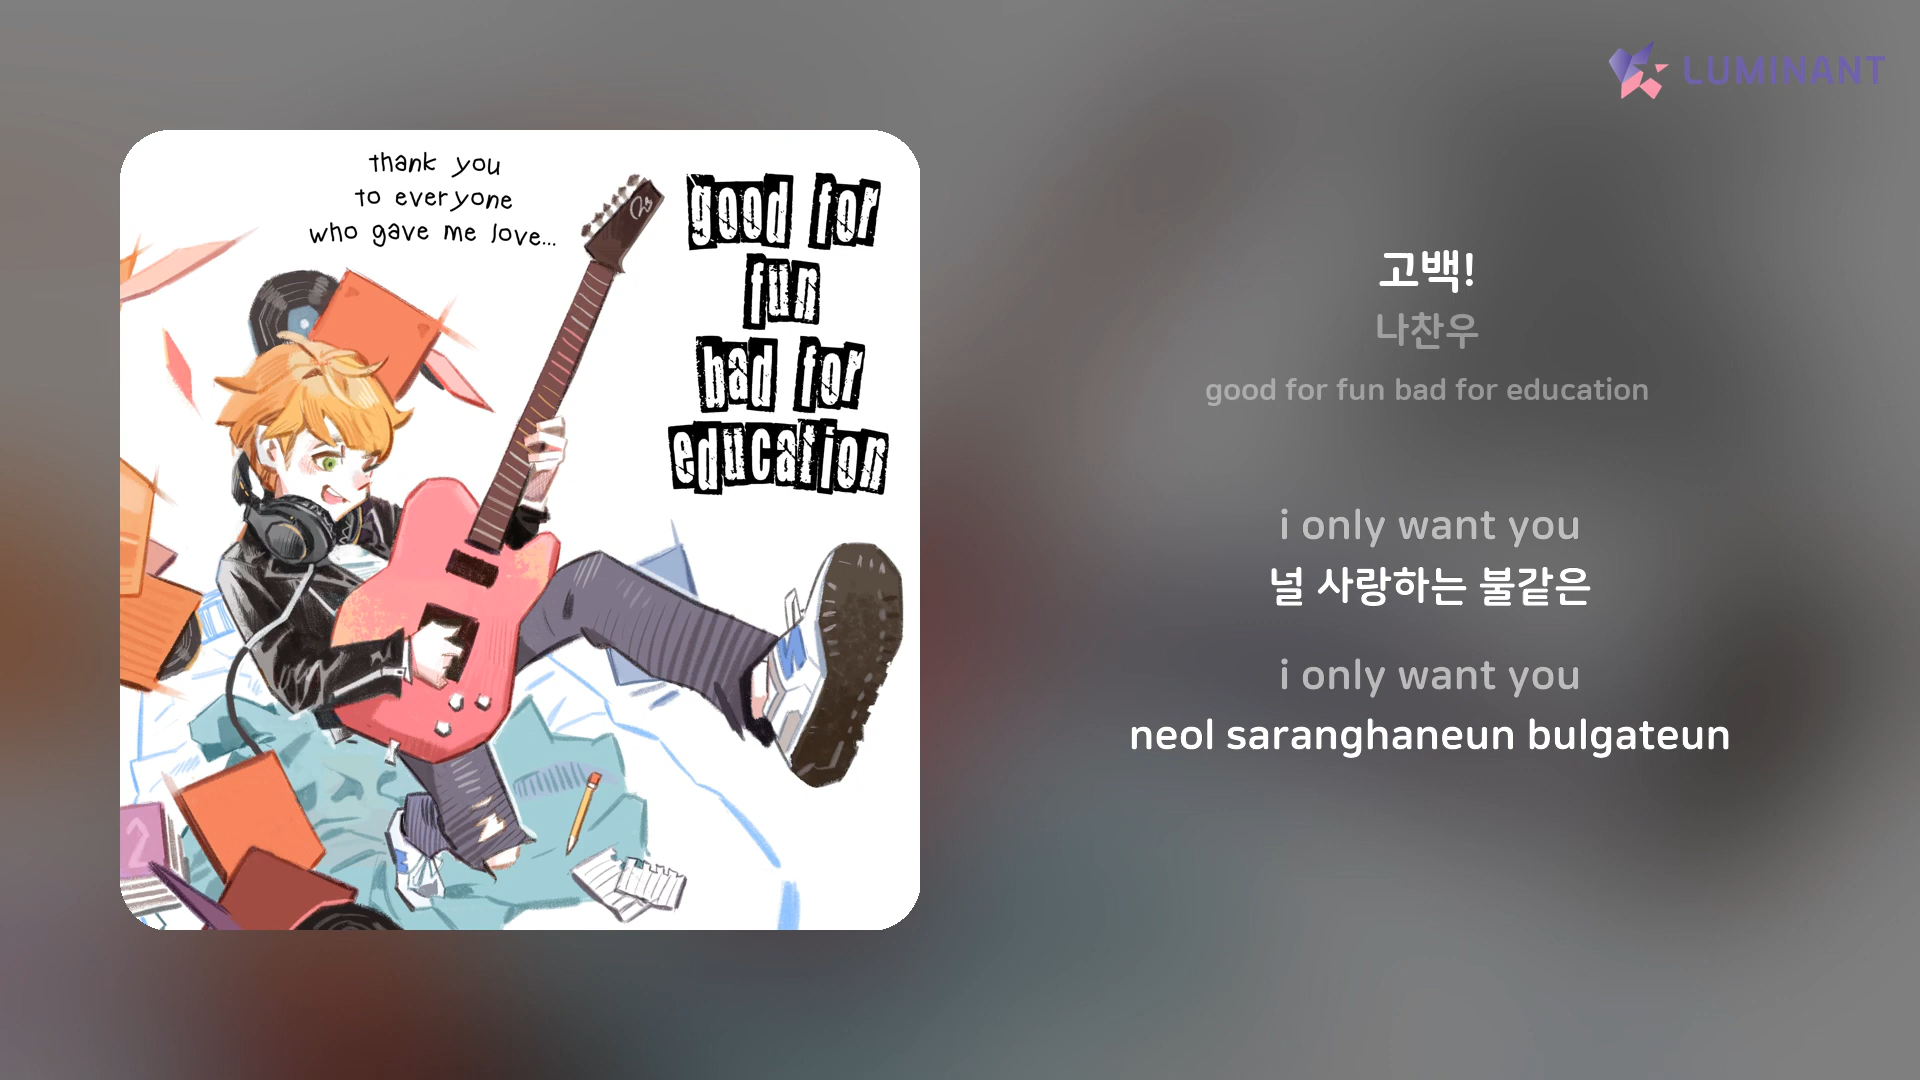 LUMINANT
thank you
to everyone
who gave me love...
good for
fun
bad for
education
2
고백!
나찬우
good for fun bad for education
i only want you
널 사랑하는 불같은
i only want you
neol saranghaneun bulgateun